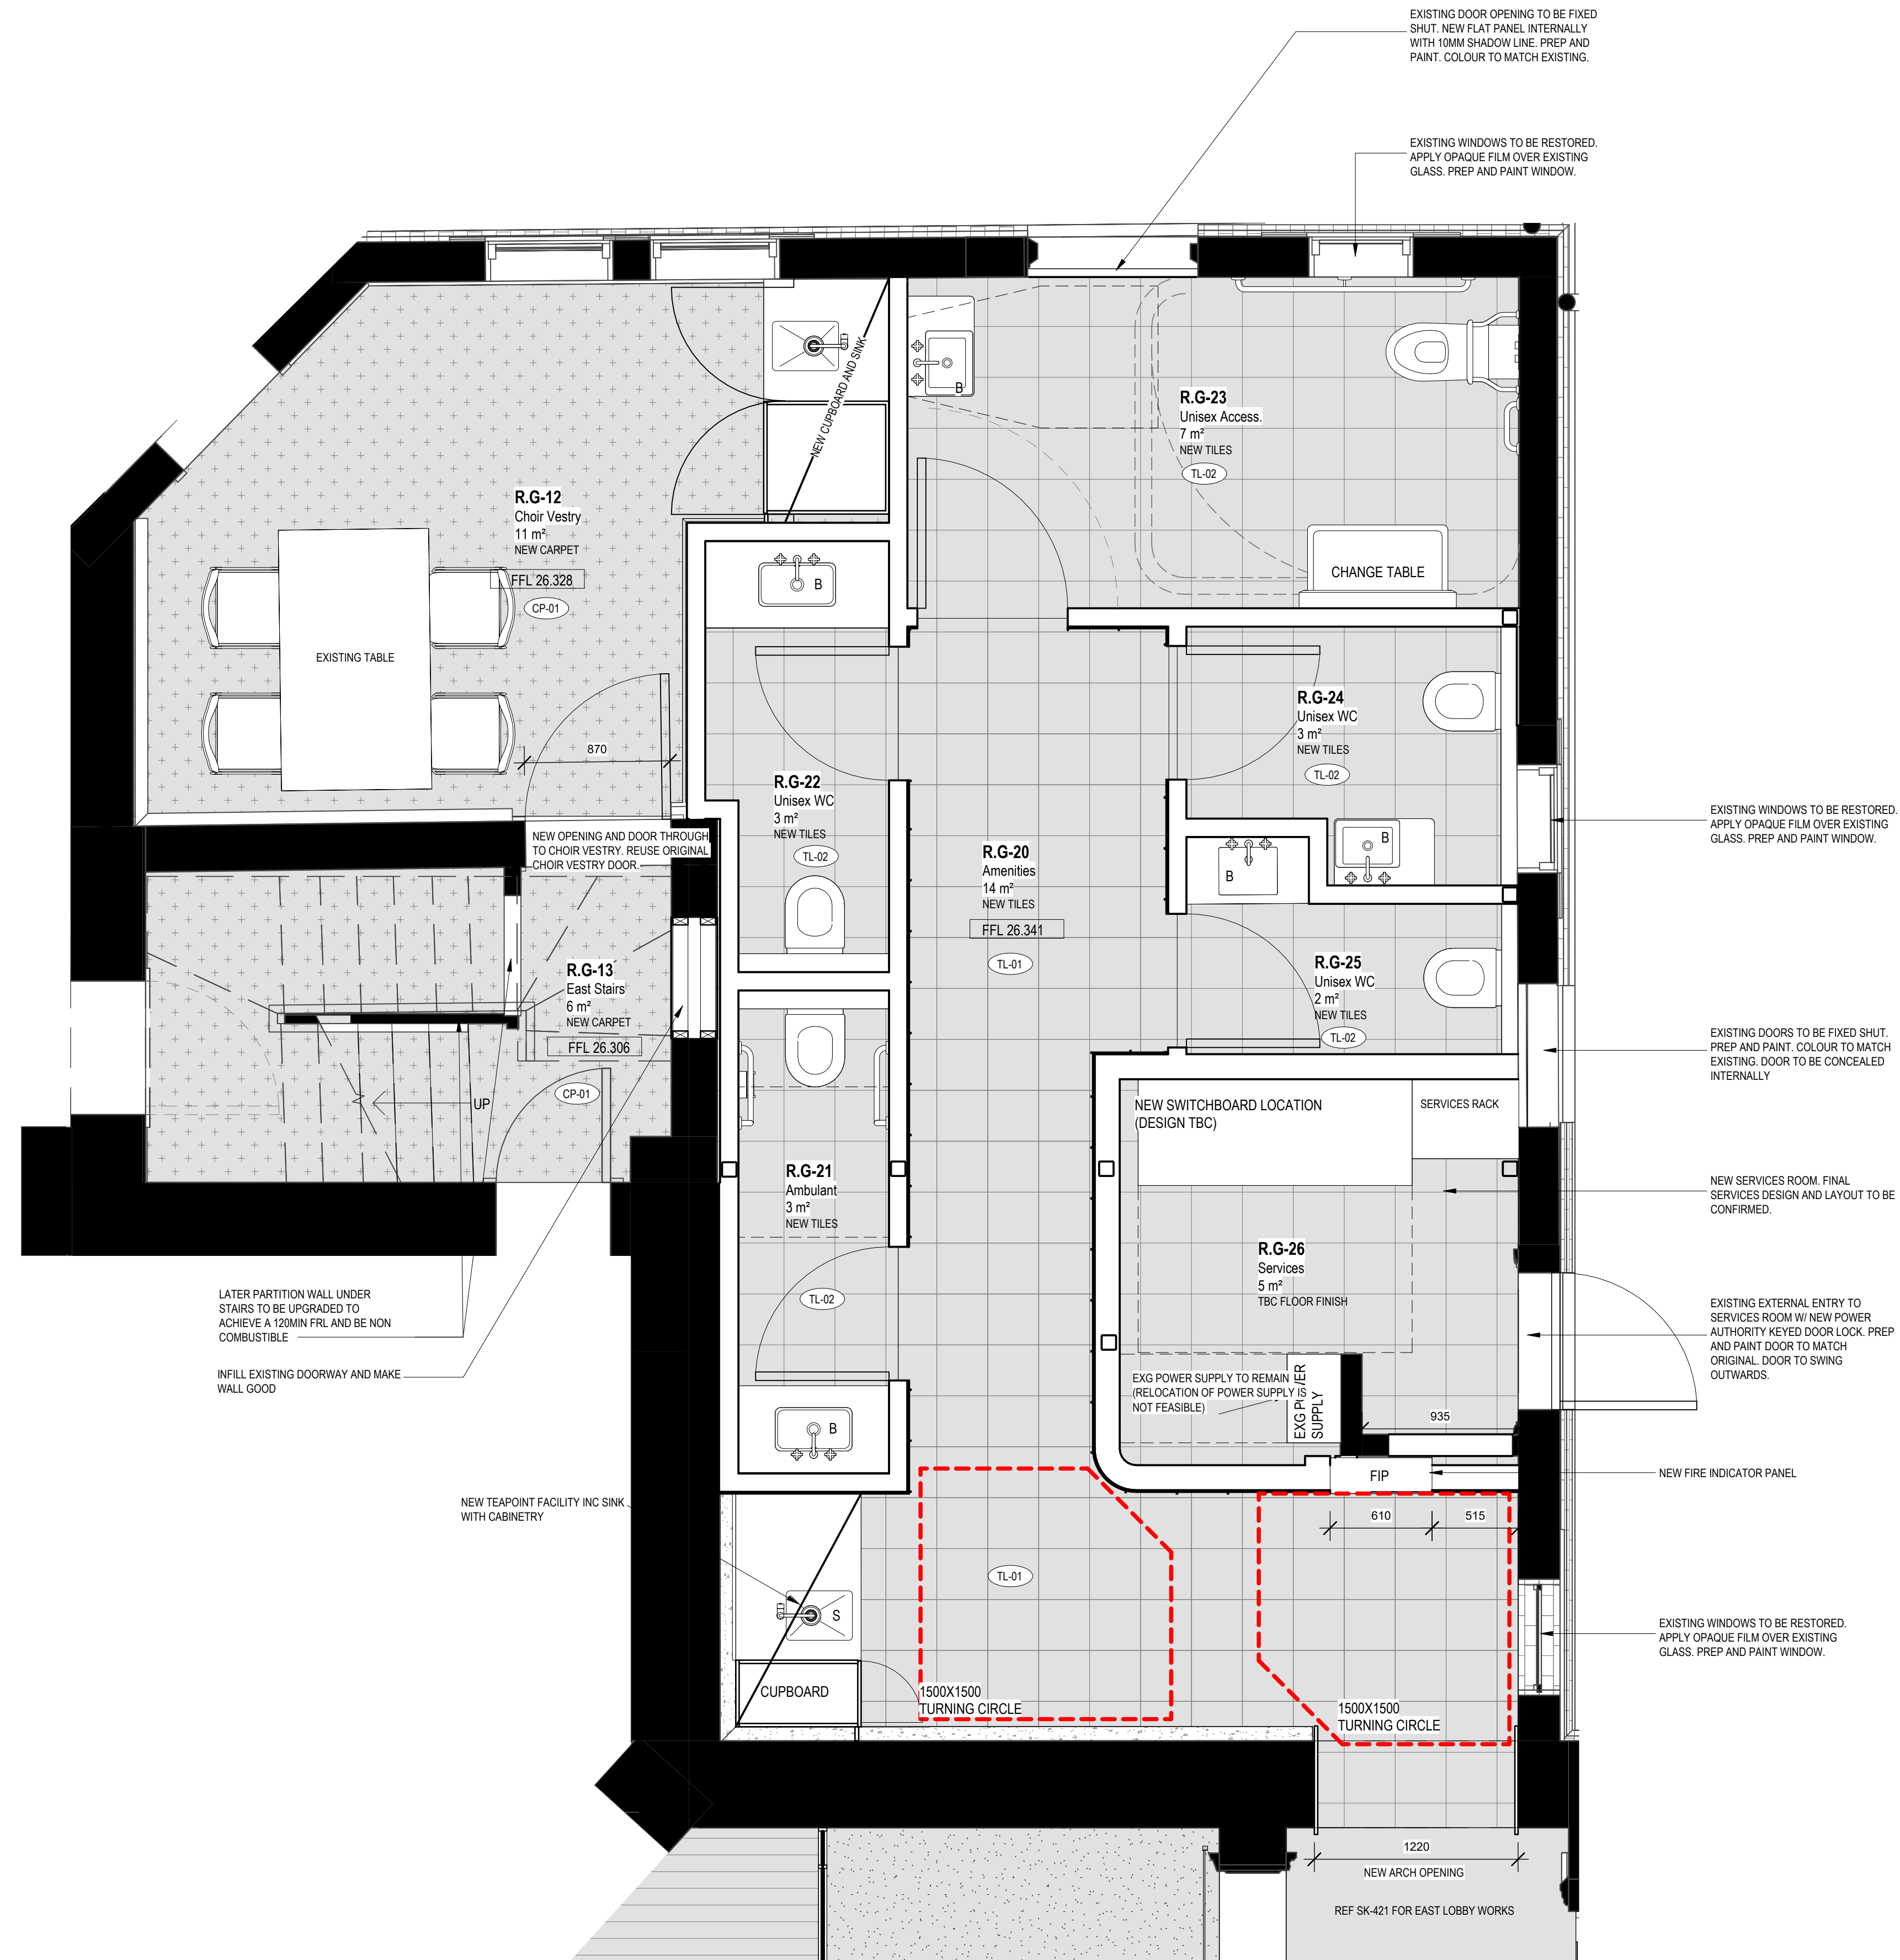 EXISTING DOOR OPENING TO BE FIXED
SHUT. NEW FLAT PANEL INTERNALLY
WITH 10MM SHADOW LINE. PREP AND
PAINT. COLOUR TO MATCH EXISTING.
EXISTING WINDOWS TO BE RESTORED.
APPLY OPAQUE FILM OVER EXISTING
GLASS. PREP AND PAINT WINDOW.
NEW CUPBOARD AND SINK
B
R.G-23
Unisex Access.
7 m²
NEW TILES
TL-02
CHANGE TABLE
R.G-12
Choir Vestry
11 m²
NEW CARPET
FFL 26.328
CP-01
EXISTING TABLE
870
B
R.G-22
Unisex WC
3 m²
NEW TILES
TL-02
R.G-24
Unisex WC
3 m²
NEW TILES
TL-02
B
B
EXISTING WINDOWS TO BE RESTORED.
APPLY OPAQUE FILM OVER EXISTING
GLASS. PREP AND PAINT WINDOW.
NEW OPENING AND DOOR THROUGH
TO CHOIR VESTRY. REUSE ORIGINAL
CHOIR VESTRY DOOR.
R.G-20
Amenities
14 m²
NEW TILES
FFL 26.341
TL-01
R.G-13
East Stairs
6 m²
NEW CARPET
FFL 26.306
CP-01
UP
R.G-25
Unisex WC
2 m²
NEW TILES
TL-02
EXISTING DOORS TO BE FIXED SHUT.
PREP AND PAINT. COLOUR TO MATCH
EXISTING. DOOR TO BE CONCEALED
INTERNALLY
NEW SWITCHBOARD LOCATION
(DESIGN TBC)
SERVICES RACK
R.G-21
Ambulant
3 m²
NEW TILES
TL-02
B
NEW SERVICES ROOM. FINAL
SERVICES DESIGN AND LAYOUT TO BE
CONFIRMED.
R.G-26
Services
5 m²
TBC FLOOR FINISH
LATER PARTITION WALL UNDER
STAIRS TO BE UPGRADED TO
ACHIEVE A 120MIN FRL AND BE NON
COMBUSTIBLE
INFILL EXISTING DOORWAY AND MAKE
WALL GOOD
EXISTING EXTERNAL ENTRY TO
SERVICES ROOM W/ NEW POWER
AUTHORITY KEYED DOOR LOCK. PREP
AND PAINT DOOR TO MATCH
ORIGINAL. DOOR TO SWING
OUTWARDS.
EXG POWER SUPPLY TO REMAIN
(RELOCATION OF POWER SUPPLY IS
NOT FEASIBLE)
EXG POWER
SUPPLY
935
FIP
NEW FIRE INDICATOR PANEL
610
515
NEW TEAPOINT FACILITY INC SINK
WITH CABINETRY
TL-01
S
CUPBOARD
1500X1500
TURNING CIRCLE
1500X1500
TURNING CIRCLE
EXISTING WINDOWS TO BE RESTORED.
APPLY OPAQUE FILM OVER EXISTING
GLASS. PREP AND PAINT WINDOW.
1220
NEW ARCH OPENING
REF SK-421 FOR EAST LOBBY WORKS